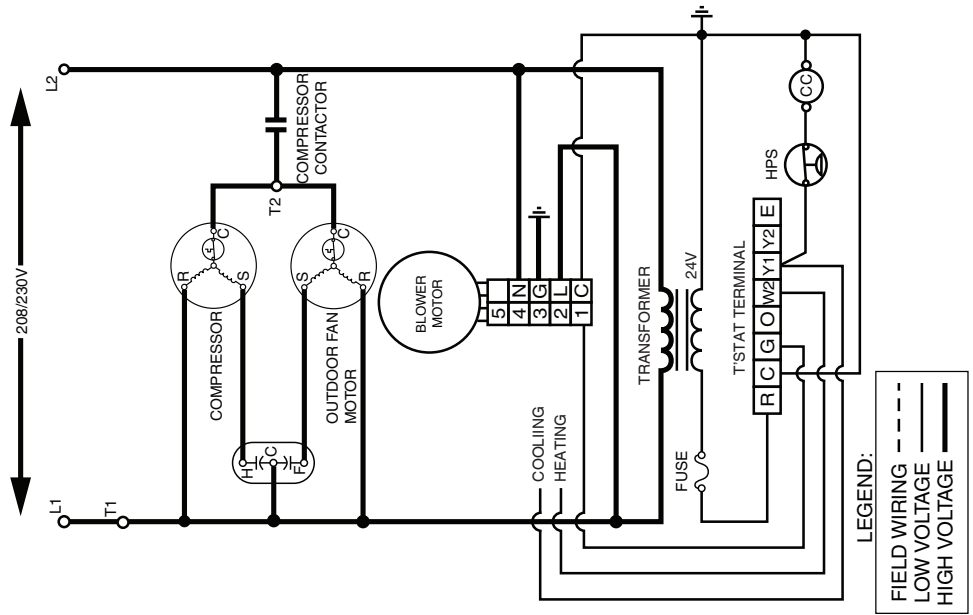 208/230V
L1
L2
T1
COMPRESSOR
R
S
C
T2
COMPRESSOR
CONTACTOR
H
C
F
OUTDOOR FAN
MOTOR
S
R
C
BLOWER
MOTOR
5
4 N
3 G
2 L
1 C
TRANSFORMER
24V
COOLIING
HEATING
FUSE
T'STAT TERMINAL
R C G O W2 Y1 Y2 E
HPS
CC
LEGEND:
FIELD WIRING
LOW VOLTAGE
HIGH VOLTAGE